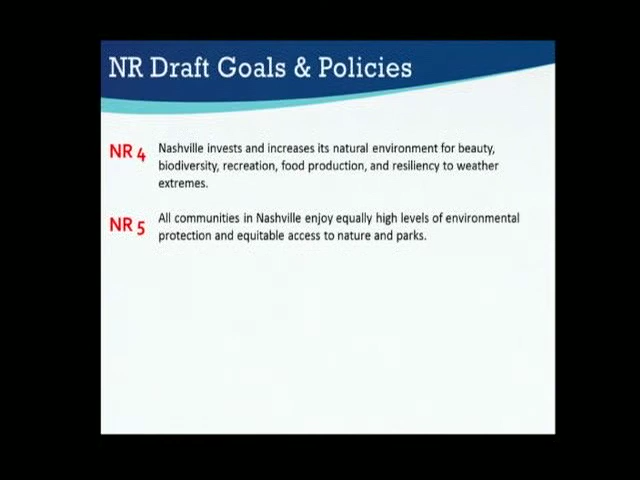 NR Draft Goals & Policies
NR 4
Nashville invests and increases its natural environment for beauty,
biodiversity, recreation, food production, and resiliency to weather
extremes.
NR 5
All communities in Nashville enjoy equally high levels of environmental
protection and equitable access to nature and parks.